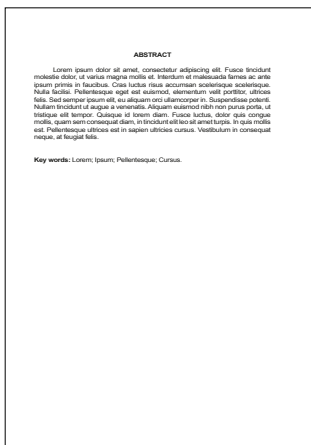 ABSTRACT
Lorem ipsum dolor sit amet, consectetur adipiscing elit. Fusce tincidunt
molestie dolor, ut varius magna mollis et. Interdum et malesuada fames ac ante
ipsum primis in faucibus. Cras luctus risus accumsan scelerisque scelerisque.
Nulla facilisi. Pellentesque eget est euismod, elementum velit porttitor, ultrices
felis. Sed semper ipsum elit, eu aliquam orci ullamcorper in. Suspendisse potenti.
Nullam tincidunt ut augue a venenatis. Aliquam euismod nibh non purus porta, ut
tristique elit tempor. Quisque id lorem diam. Fusce luctus, dolor quis congue
mollis, quam sem consequat diam, in tincidunt elit leo sit amet turpis. In quis mollis
est. Pellentesque ultrices est in sapien ultricies cursus. Vestibulum in consequat
neque, at feugiat felis.
Key words: Lorem; Ipsum; Pellentesque; Cursus.